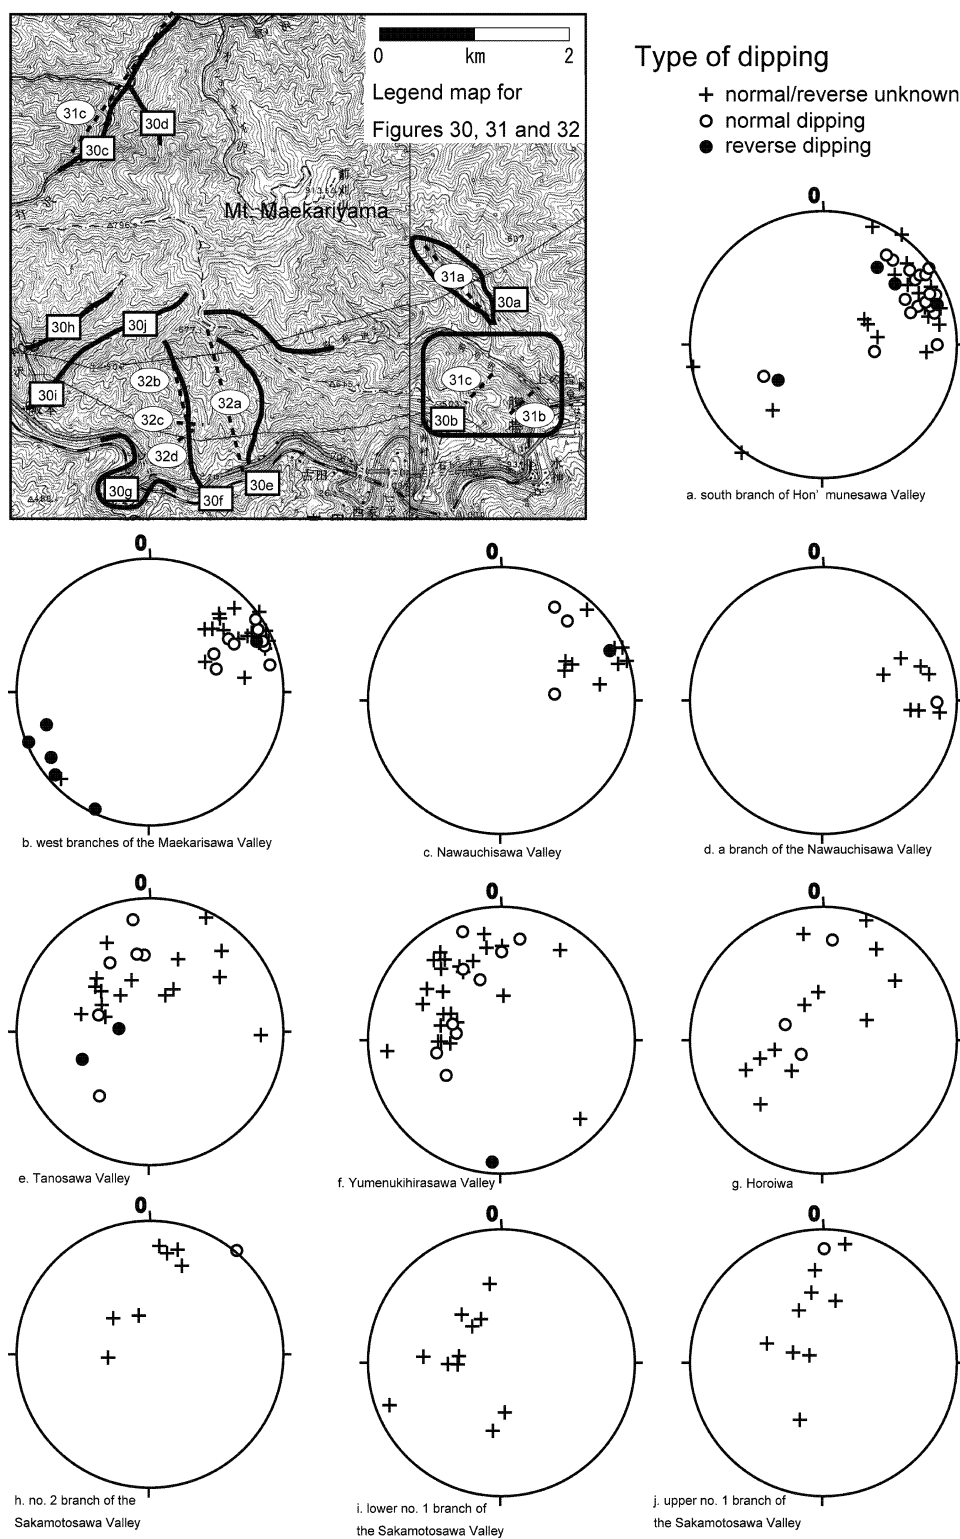 0 km 2
Legend map for
Figures 30, 31 and 32
31c
30d
30c
Mt. Maekariyama
31a
30a
30h
30j
32b
31c
30i
32a
32c
30b
31b
32d
30g
30f
30e
Type of dipping
normal/reverse unknown
normal dipping
reverse dipping
0
a. south branch of Hon' munesawa Valley
0
b. west branches of the Maekarisawa Valley
0
c. Nawauchisawa Valley
0
d. a branch of the Nawauchisawa Valley
0
e. Tanosawa Valley
0
f. Yumenukihirasawa Valley
0
g. Horoiwa
0
h. no. 2 branch of the
Sakamotosawa Valley
0
i. lower no. 1 branch of
the Sakamotosawa Valley
0
j. upper no. 1 branch of
the Sakamotosawa Valley